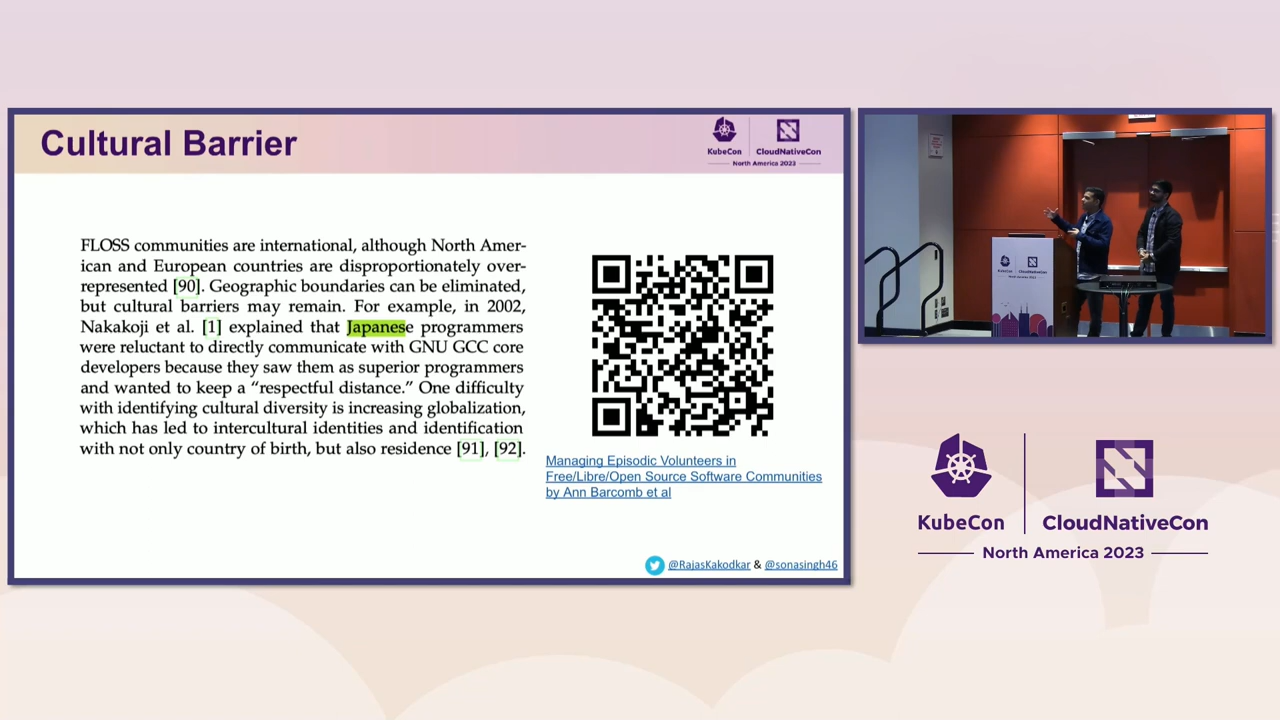 Cultural Barrier
KubeCon
CloudNativeCon
North America 2023
FLOSS communities are international, although North Amer-
ican and European countries are disproportionately over-
represented [90]. Geographic boundaries can be eliminated,
but cultural barriers may remain. For example, in 2002,
Nakakoji et al. [1] explained that Japanese programmers
were reluctant to directly communicate with GNU GCC core
developers because they saw them as superior programmers
and wanted to keep a “respectful distance.” One difficulty
with identifying cultural diversity is increasing globalization,
which has led to intercultural identities and identification
with not only country of birth, but also residence [91], [92].
Managing Episodic Volunteers in
Free/Libre/Open Source Software Communities
by Ann Barcomb et al
@RajasKakodkar & @sonasingh46
KubeCon
CloudNativeCon
KubeCon
CloudNativeCon
North America 2023